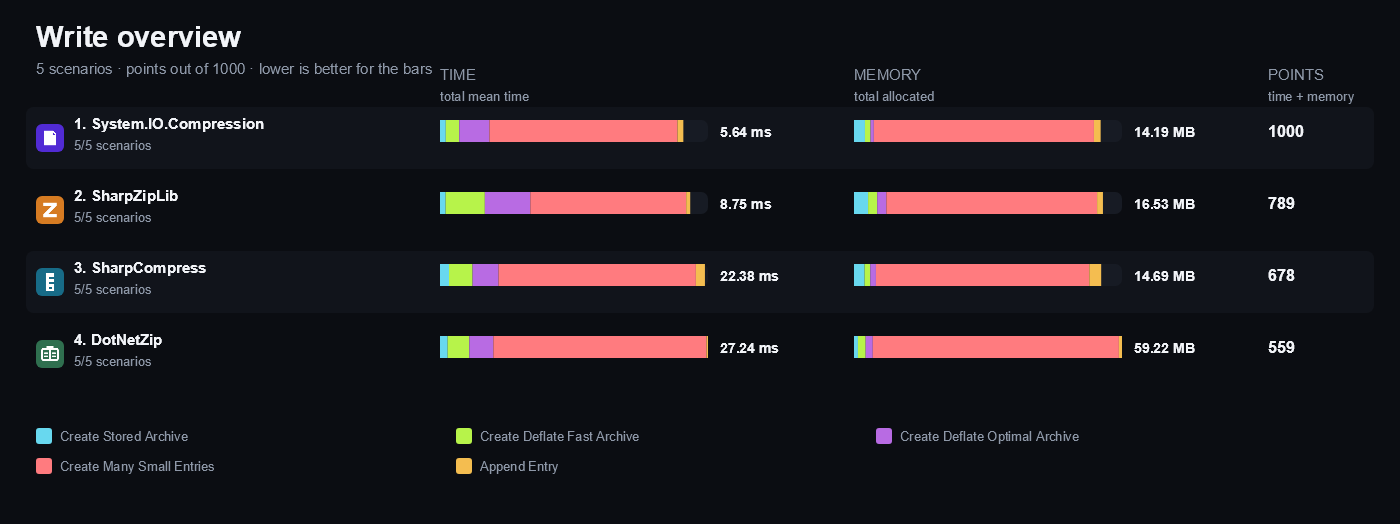 Write overview
5 scenarios · points out of 1000 · lower is better for the bars
TIME
total mean time
MEMORY
total allocated
POINTS
time + memory
1. System.IO.Compression
5/5 scenarios
5.64 ms
14.19 MB
1000
2. SharpZipLib
5/5 scenarios
8.75 ms
16.53 MB
789
3. SharpCompress
5/5 scenarios
22.38 ms
14.69 MB
678
4. DotNetZip
5/5 scenarios
27.24 ms
59.22 MB
559
Create Stored Archive
Create Deflate Fast Archive
Create Deflate Optimal Archive
Create Many Small Entries
Append Entry